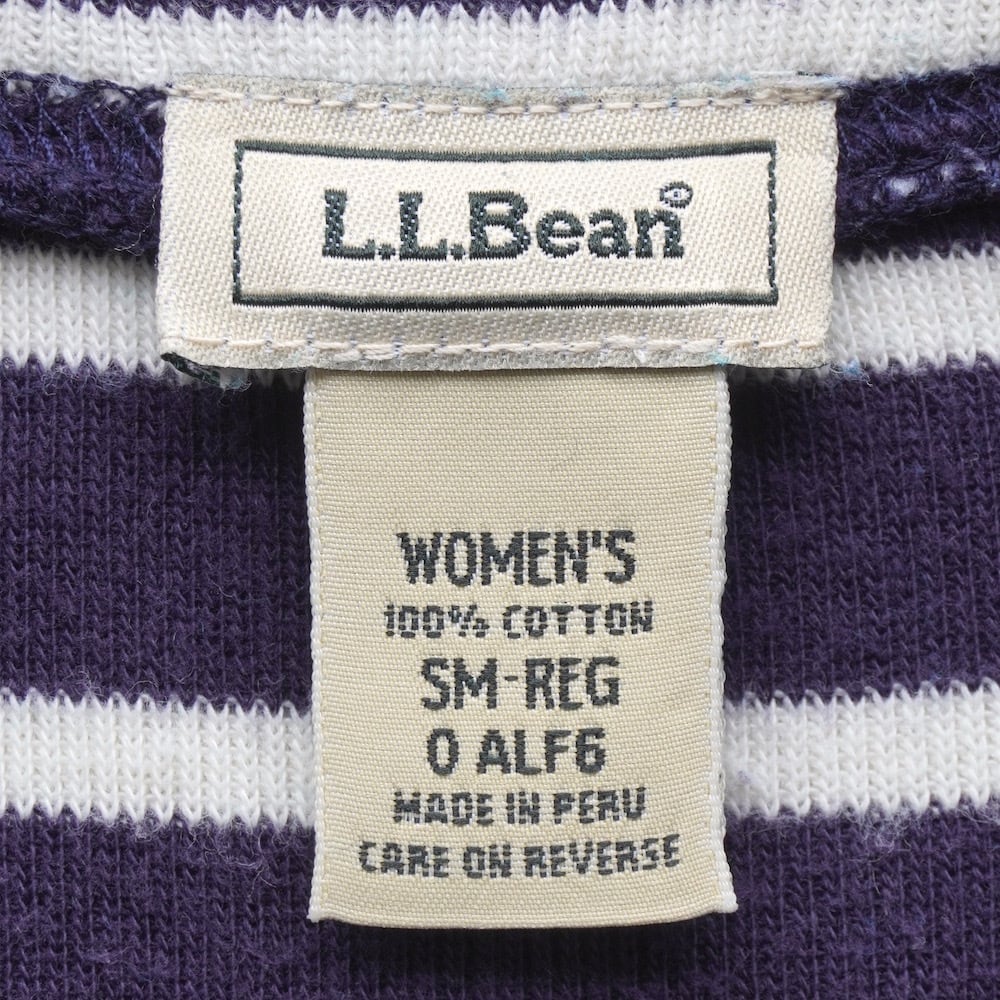 L.L.Bean®
WOMEN'S
100% COTTON
SM-REG
0 ALF6
MADE IN PERU
CARE ON REVERSE